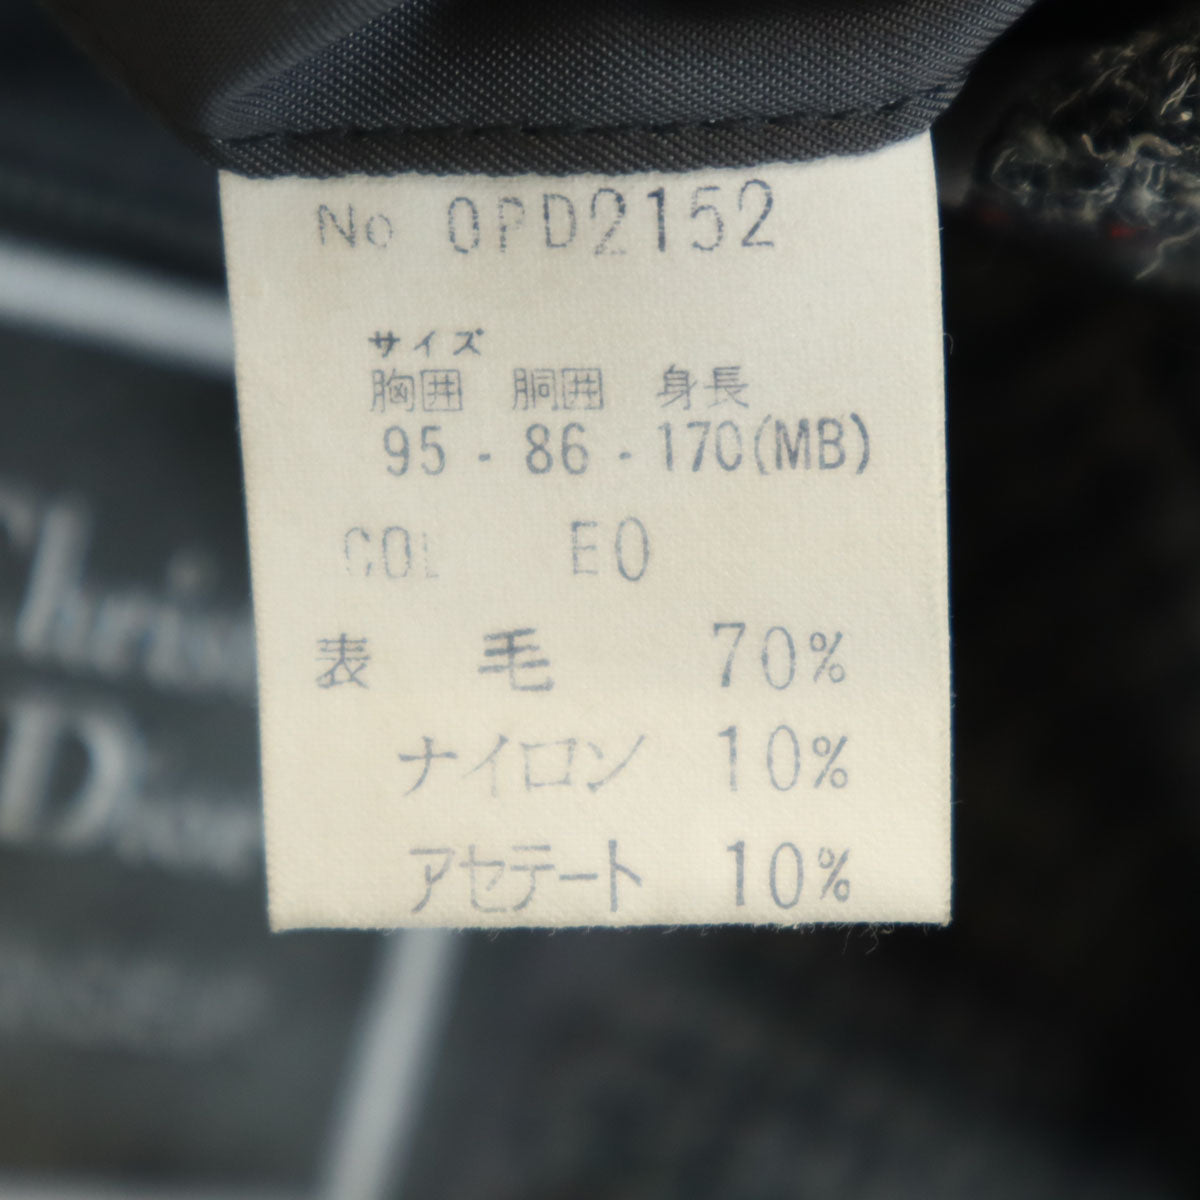 No 0PD2152
サイズ
胸囲 胴囲 身長
95 - 86 - 170(MB)
COL E0
表 毛 70%
ナイロン 10%
アセテート 10%
Chris
Dior